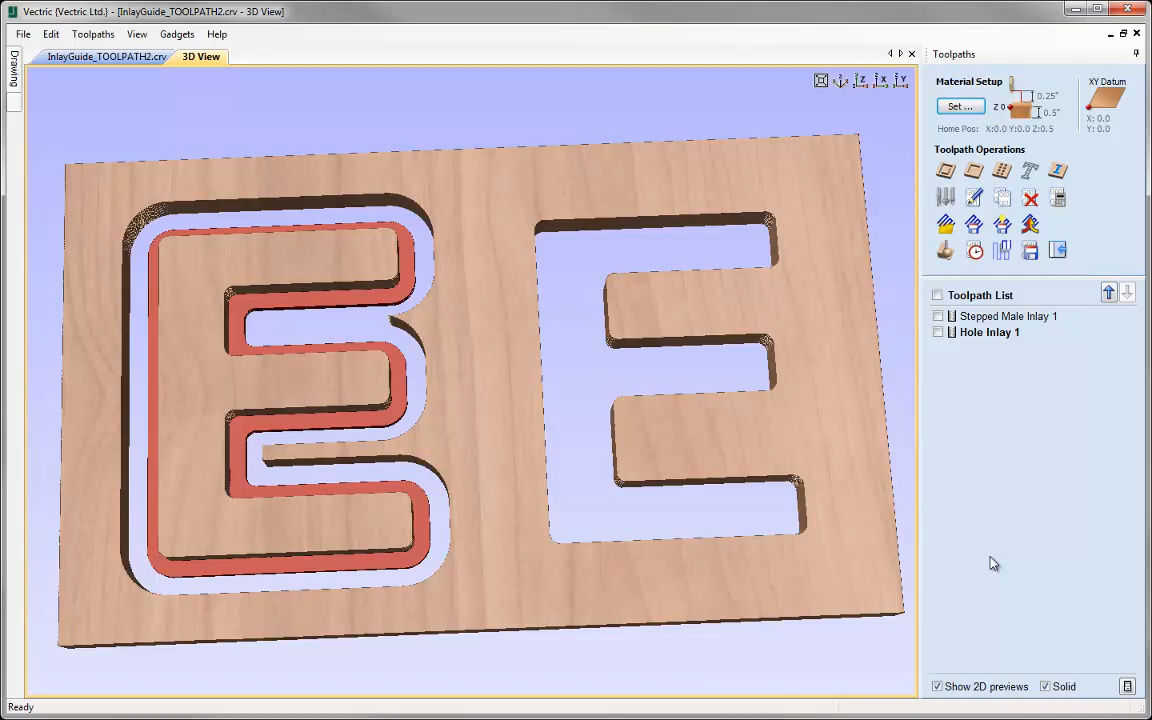 Vectric {Vectric Ltd.} - [InlayGuide_TOOLPATH2.crv - 3D View]
File Edit Toolpaths View Gadgets Help
InlayGuide_TOOLPATH2.crv 3D View
Drawing
Z X Y
E E
Toolpaths
Material Setup
XY Datum
0.25"
Set ... Z 0
0.5"
X: 0.0
Y: 0.0
Home Pos: X:0.0 Y:0.0 Z:0.5
Toolpath Operations
Toolpath List
Stepped Male Inlay 1
Hole Inlay 1
Show 2D previews Solid
Ready